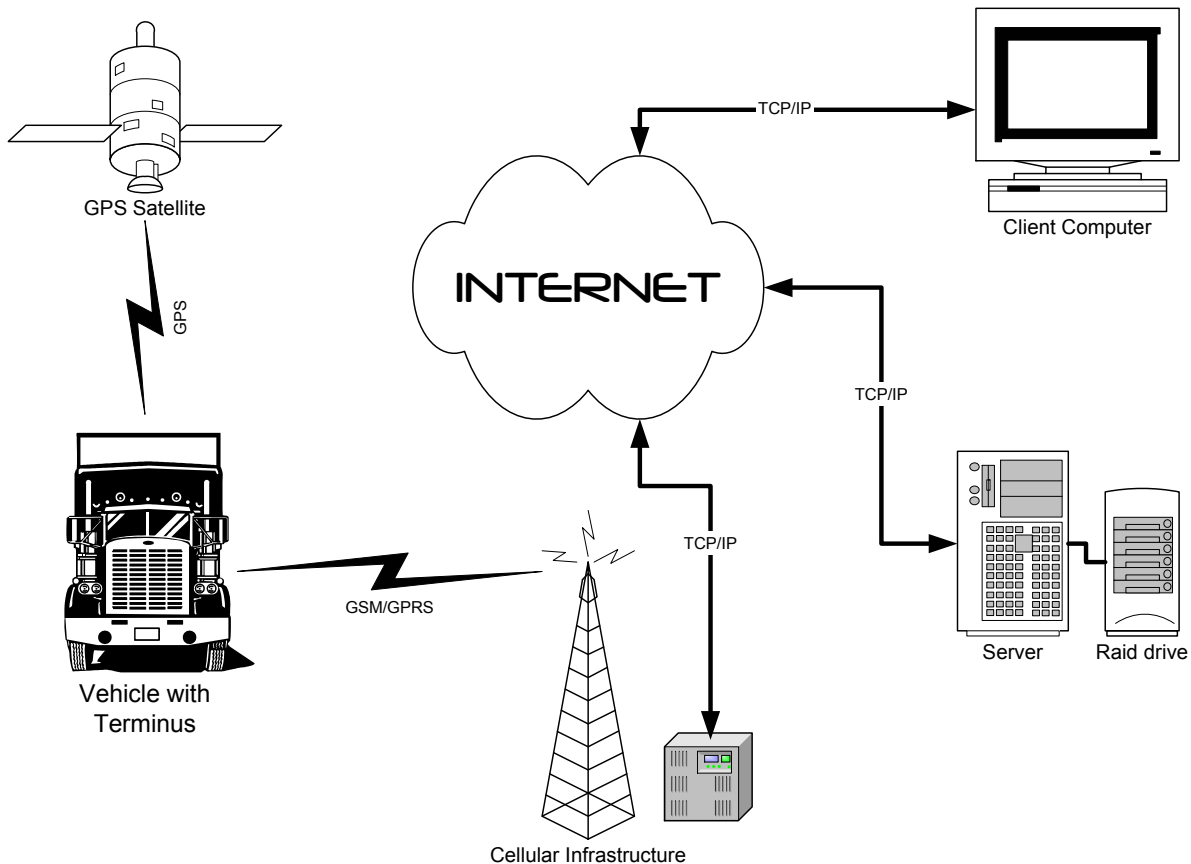 TCP/IP
GPS Satellite
Client Computer
INTERNET
GPS
TCP/IP
TCP/IP
GSM/GPRS
Server
Raid drive
Vehicle with
Terminus
Cellular Infrastructure